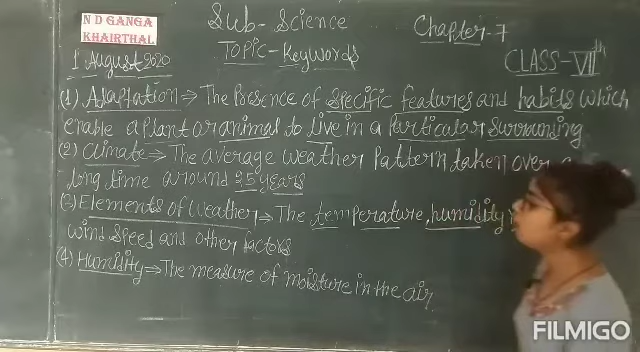 N D GANGA
KHAIRTHAL
Sub- Science
Chapter-7
TOPIC- Keywords
1 August 2020
CLASS-VIIth
(1) Adaptation ⇒ The Presence of specific features and habits which
enable a plant or animal to live in a Particular Surrounding
(2) Climate ⇒ The average weather Pattern taken over a
long time around 25 years
(3) Elements of weather ⇒ The temperature, humidity
wind speed and other factors
(4) Humidity ⇒ The measure of moisture in the air.
FILMIGO